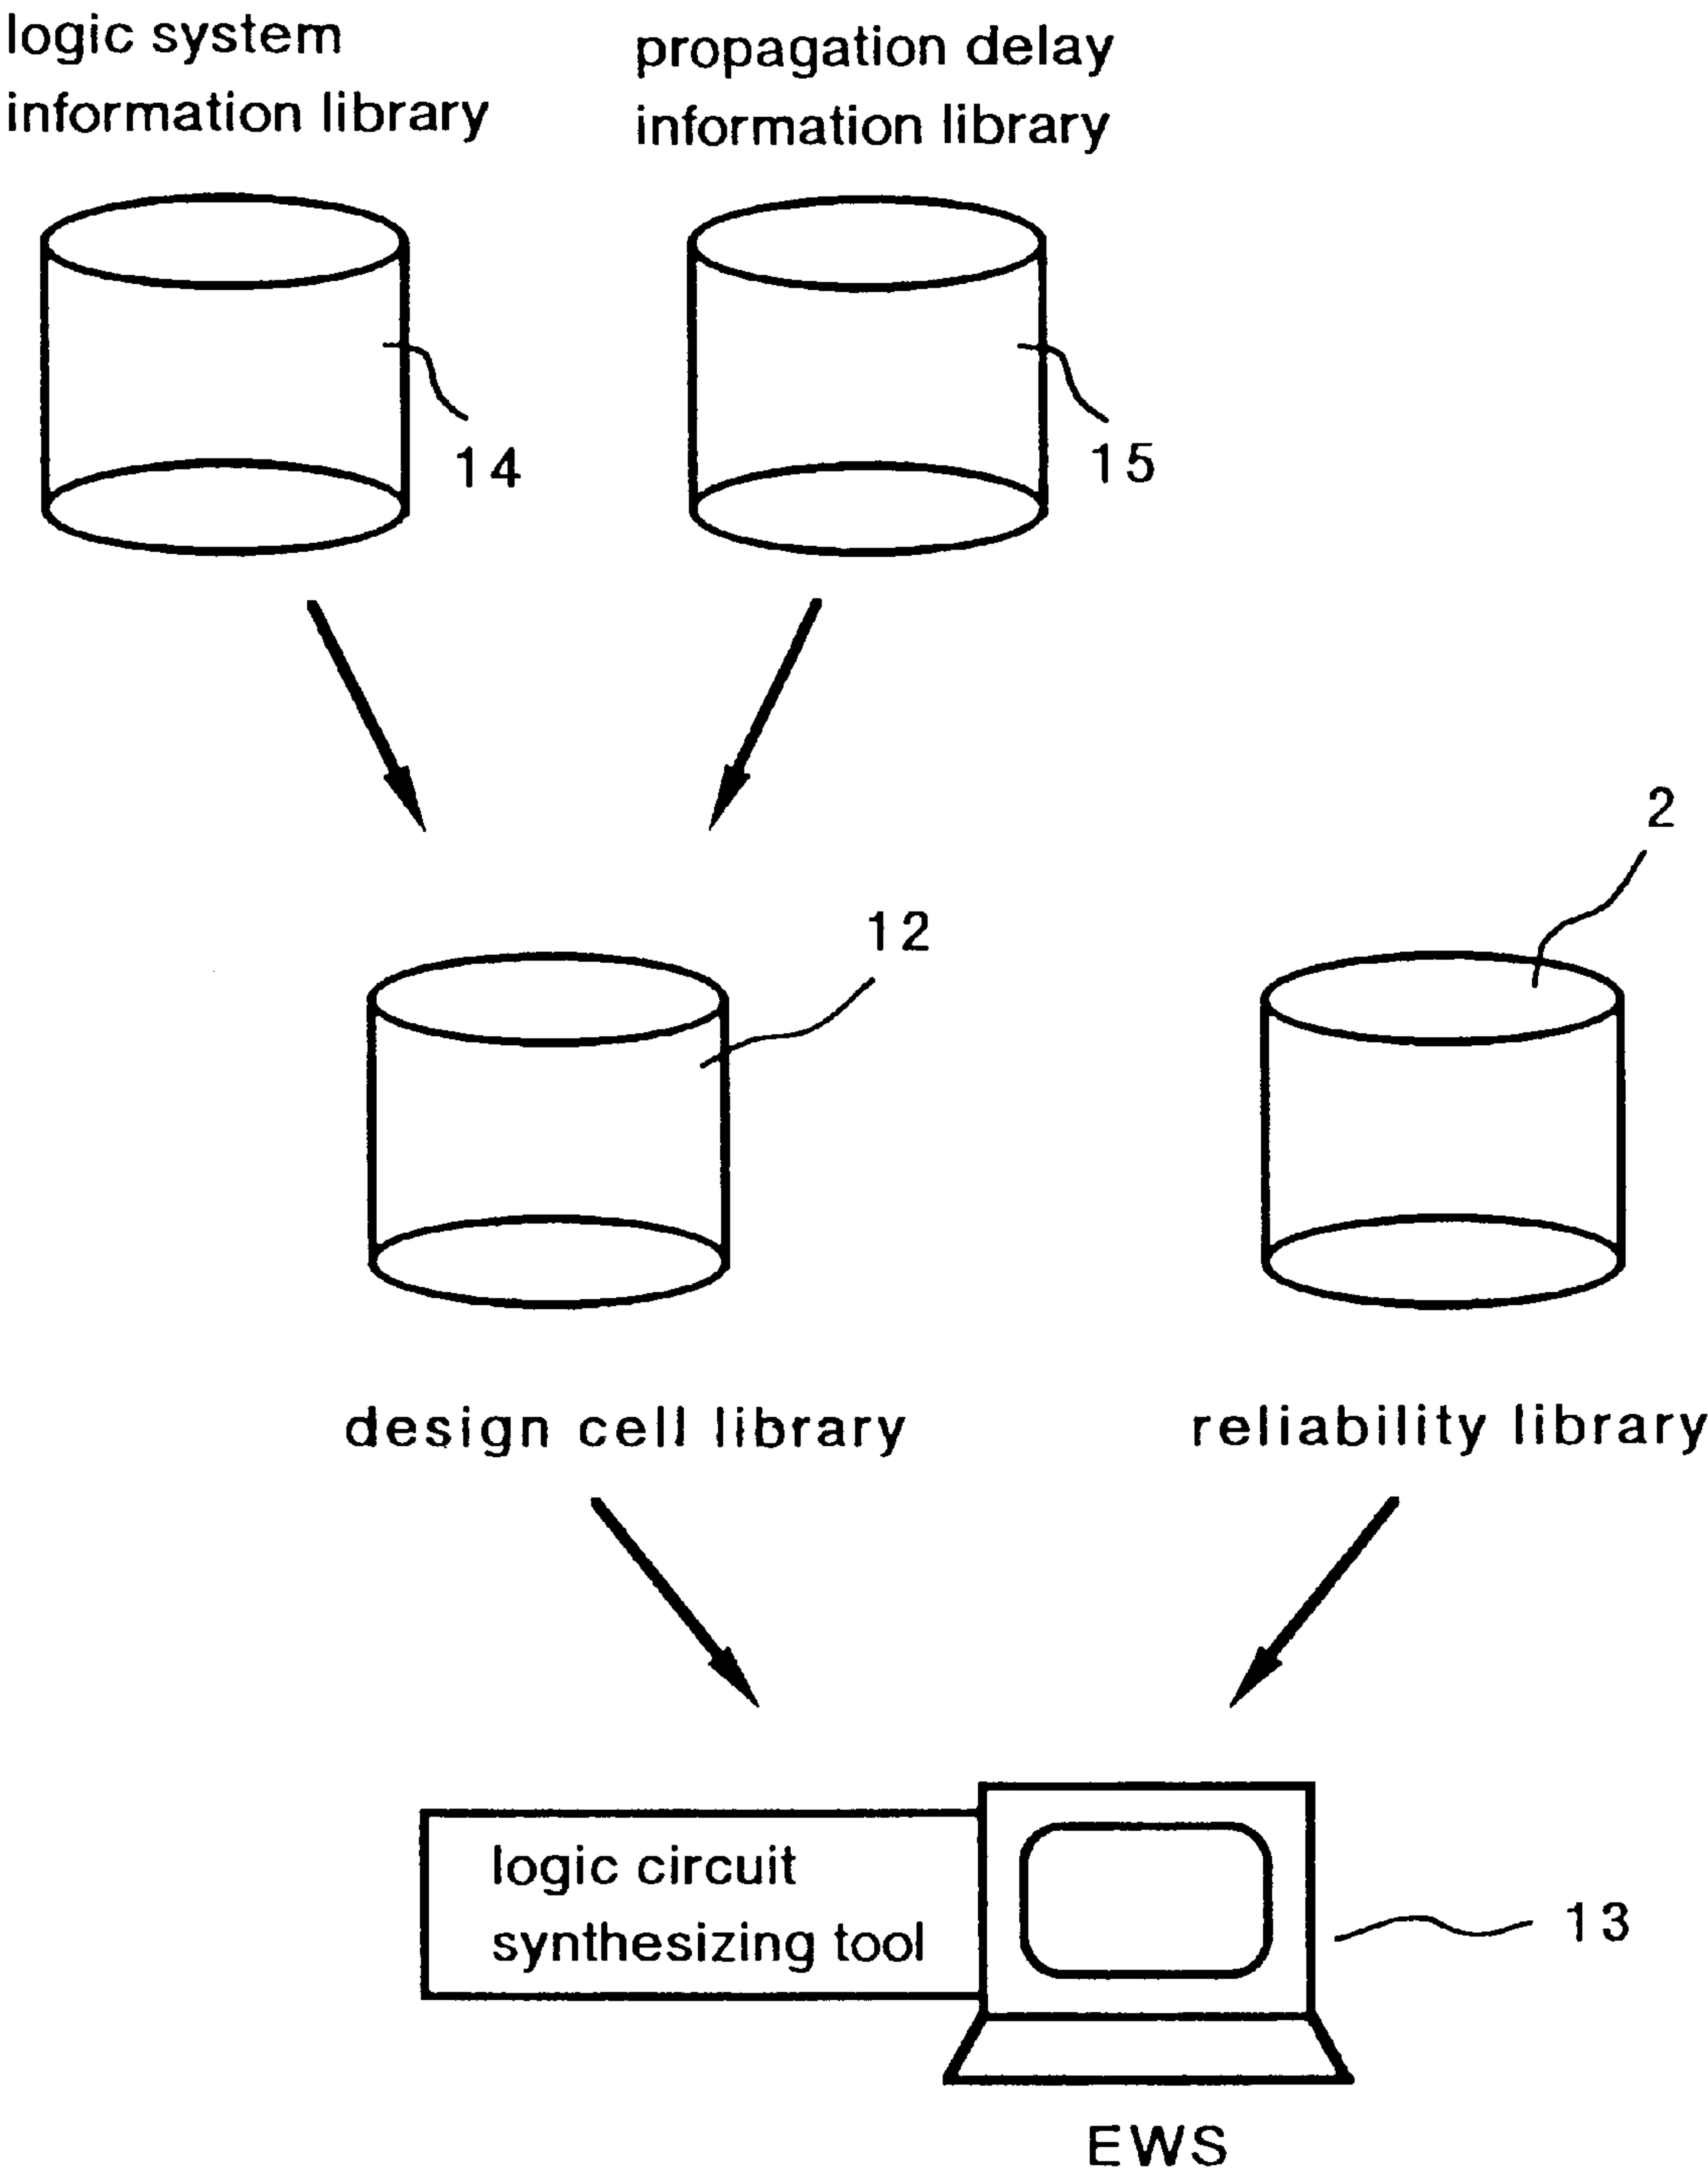 logic system
information library
propagation delay
information library
14
15
2
12
design cell library
reliability library
logic circuit
synthesizing tool
13
EWS